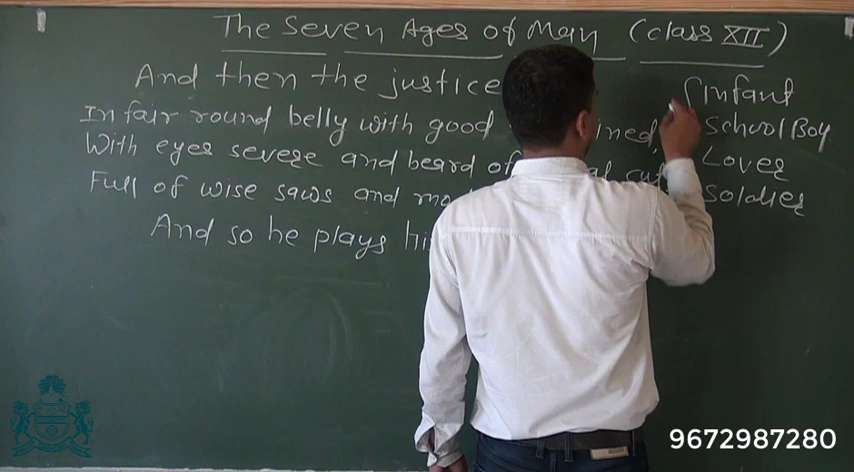 The Seven Ages of Man (class XII)
And then the justice
In fair round belly with good ined,
With eyes severe and beard of
Full of wise saws and
And so he plays
Infant
School Boy
Lover
Soldier
9672987280